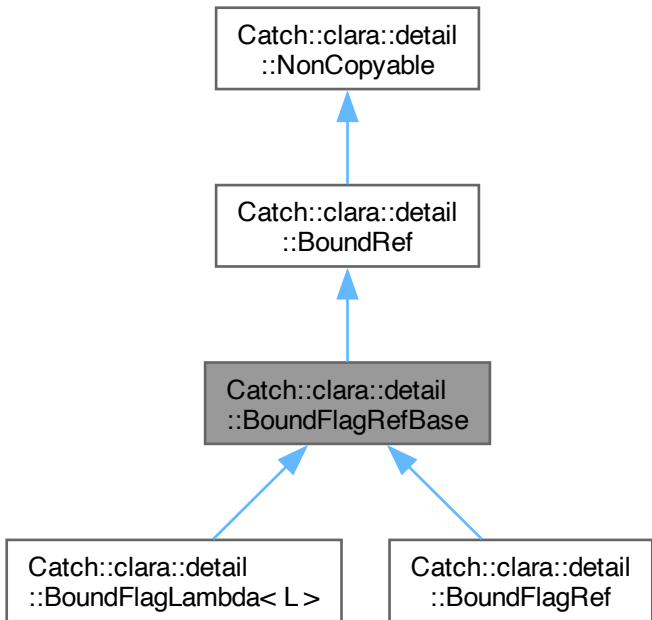 Catch::clara::detail
::NonCopyable
Catch::clara::detail
::BoundRef
Catch::clara::detail
::BoundFlagRefBase
Catch::clara::detail
::BoundFlagLambda< L >
Catch::clara::detail
::BoundFlagRef